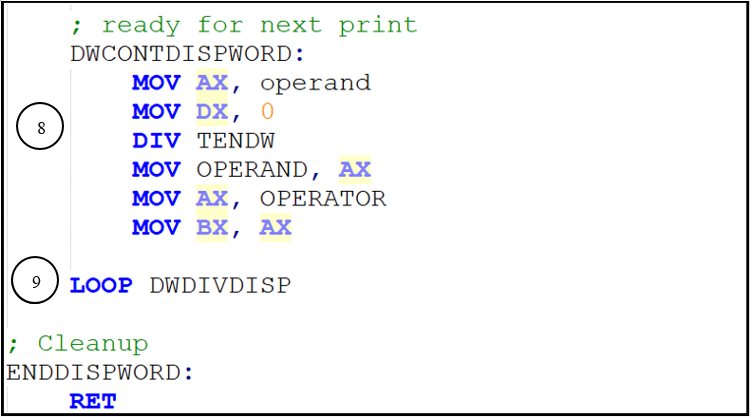 ; ready for next print
DWCONTDISPWORD:
MOV AX, operand
MOV DX, 0
8
DIV TENDW
MOV OPERAND, AX
MOV AX, OPERATOR
MOV BX, AX
9
LOOP DWDIVDISP
; Cleanup
ENDDISPWORD:
RET